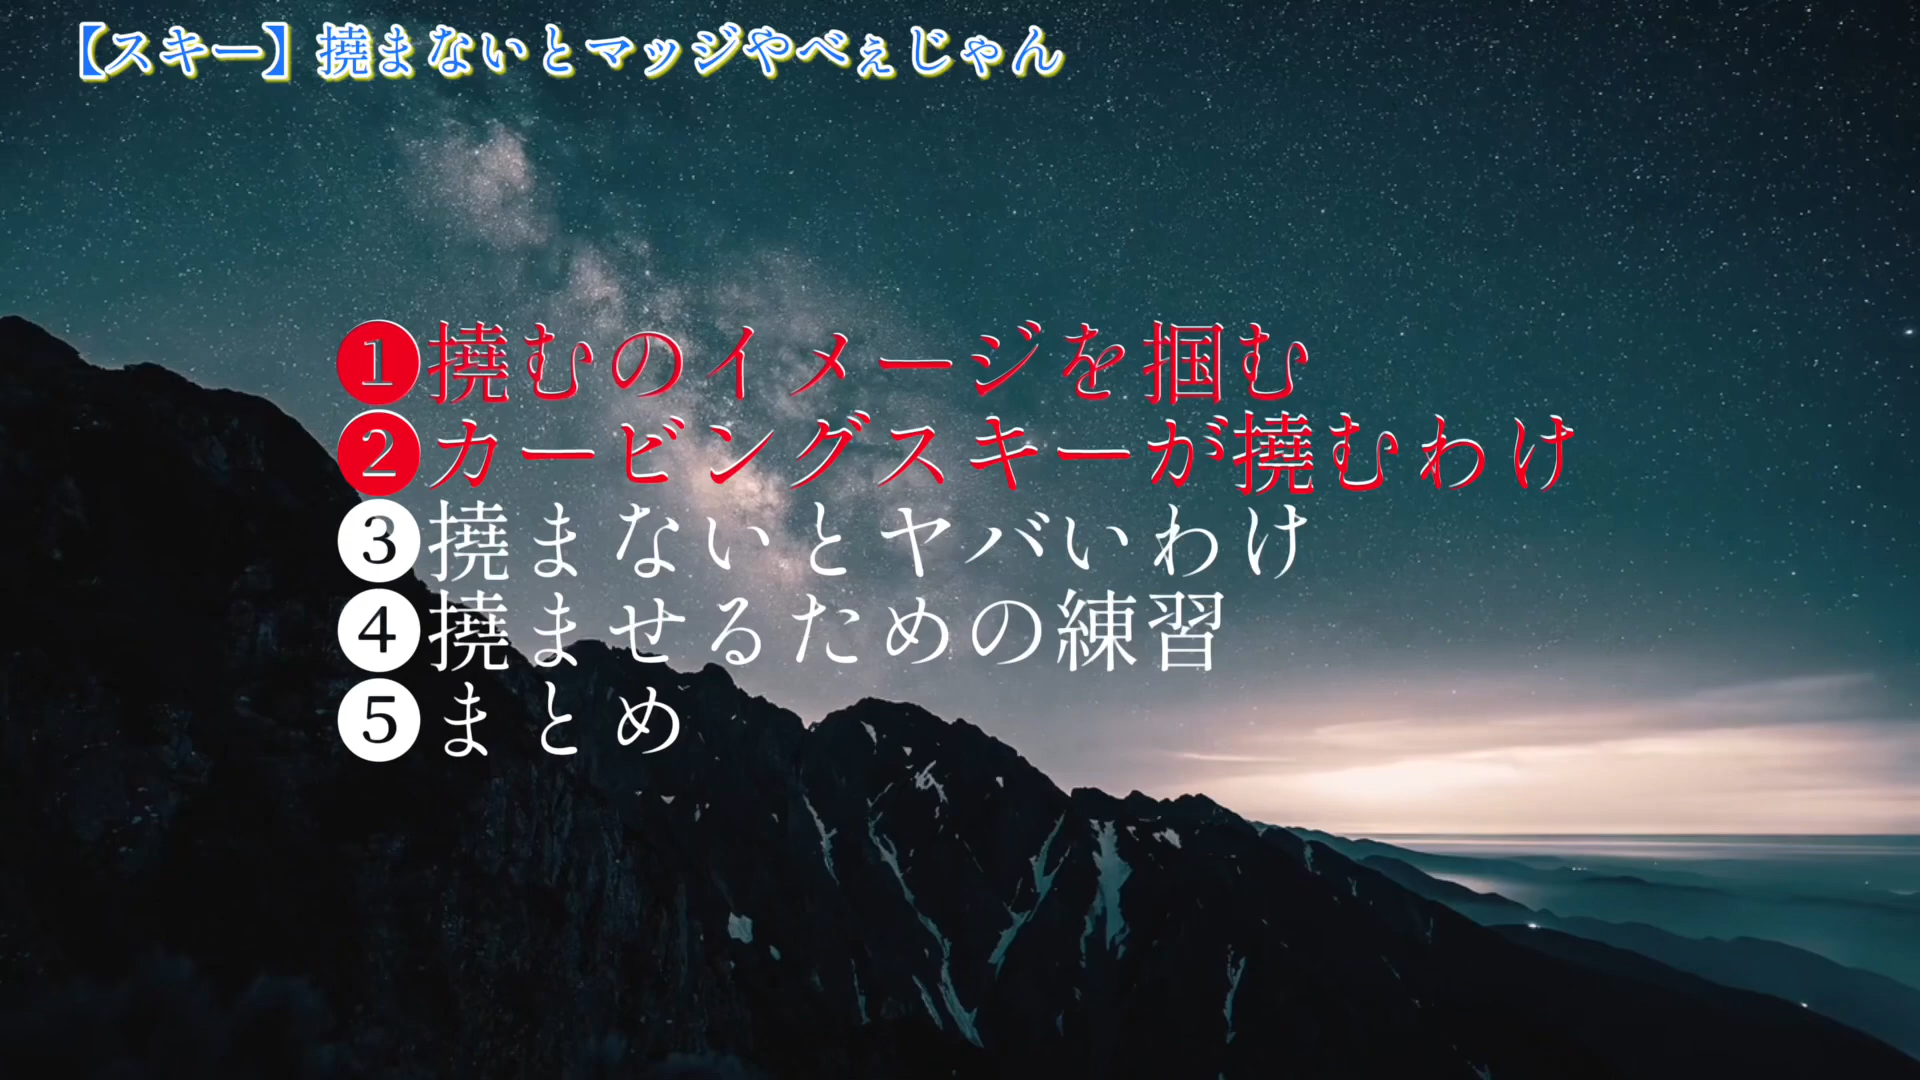 【スキー】撓まないとマッジやべぇじゃん
❶撓むのイメージを掴む
❷カービングスキーが撓むわけ
❸撓まないとヤバいわけ
❹撓ませるための練習
❺まとめ